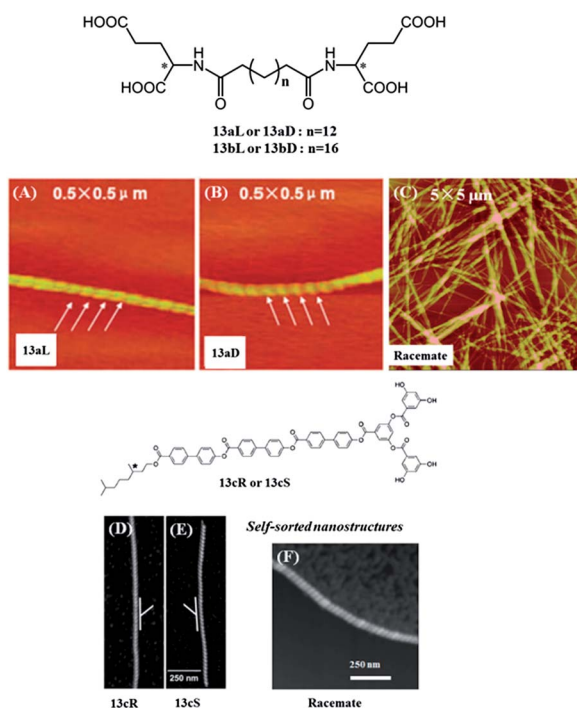 HOOC
COOH
H
N
H
N
*
*
n
HOOC
O
O
COOH
13aL or 13aD : n=12
13bL or 13bD : n=16
(A)
0.5×0.5 μm
13aL
(B)
0.5×0.5 μm
13aD
(C)
5×5 μm
Racemate
HO
OH
O
O
O
O
O
O
O
O
O
O
O
O
*
HO
OH
13cR or 13cS
Self-sorted nanostructures
(D)
(E)
250 nm
(F)
250 nm
13cR
13cS
Racemate